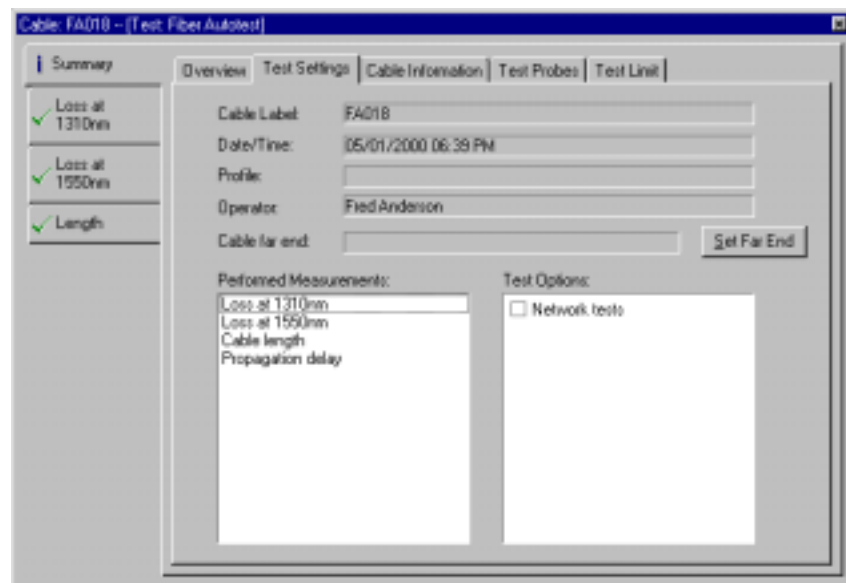 Cable: FA018 -- [Test: Fiber Autotest]
Summary
Loss at
1310nm
Loss at
1550nm
Length
Overview Test Settings Cable Information Test Probes Test Limit
Cable Label: FA018
Date/Time: 05/01/2000 06:39 PM
Profile:
Operator: Fred Anderson
Cable far end: Set Far End
Performed Measurements: Test Options:
Loss at 1310nm
Loss at 1550nm
Cable length
Propagation delay
Network tests